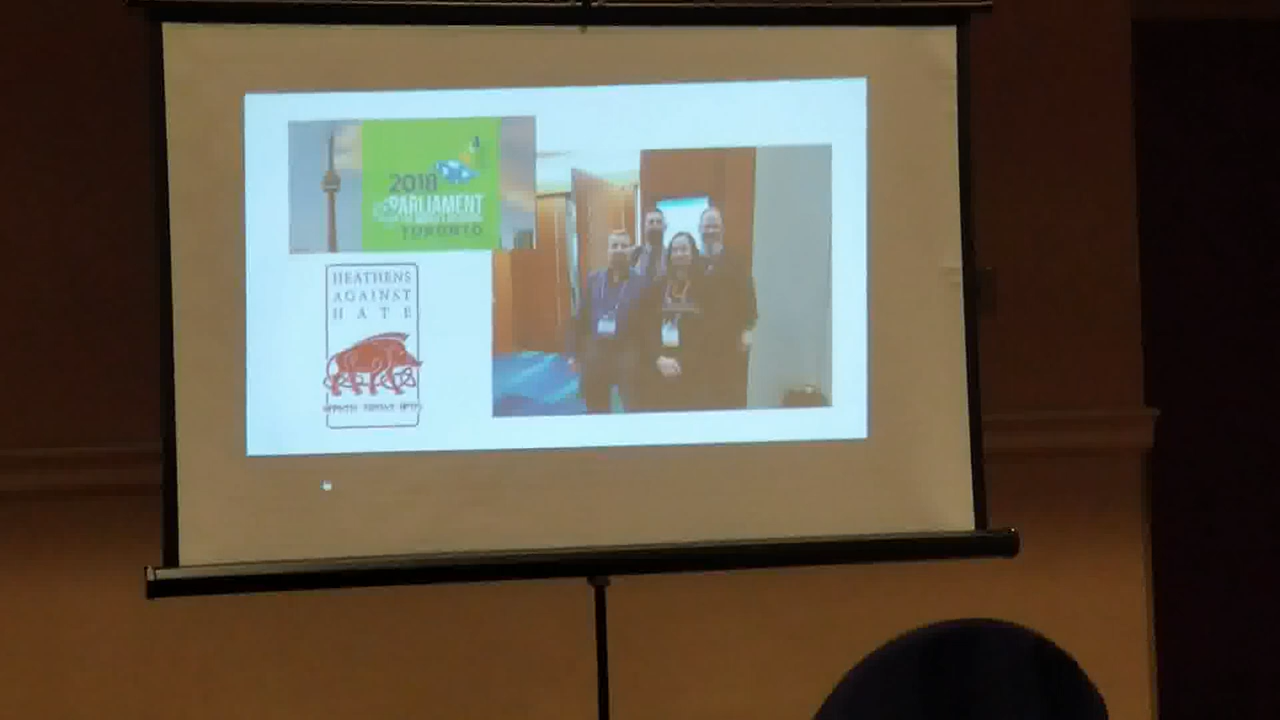 2018
PARLIAMENT
TORONTO
HEATHENS
AGAINST
HATE